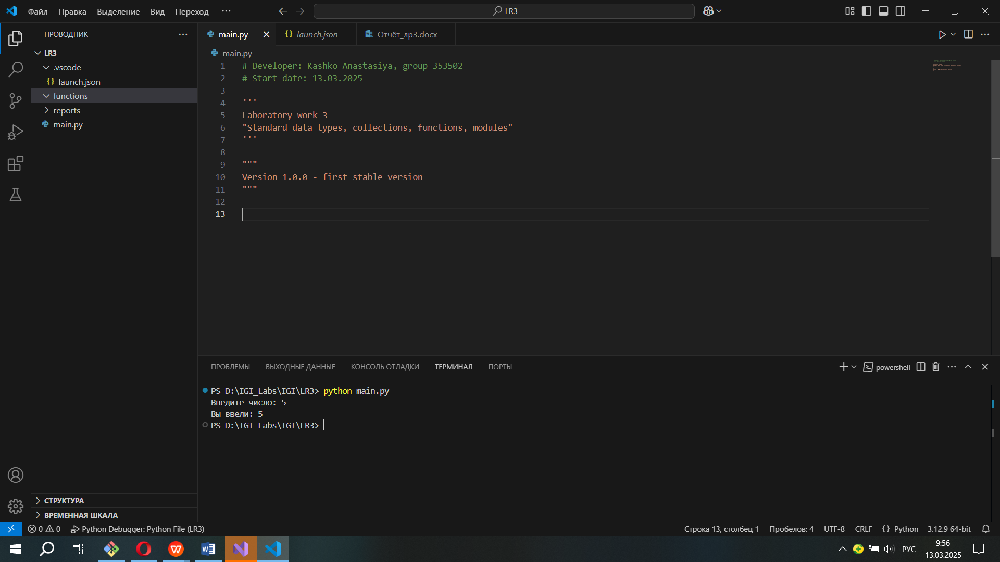 Файл Правка Выделение Вид Переход ···
LR3
ПРОВОДНИК
LR3
.vscode
{} launch.json
functions
reports
main.py
main.py
{} launch.json
Отчёт_лр3.docx
main.py
1 # Developer: Kashko Anastasiya, group 353502
2 # Start date: 13.03.2025
3
4 '''
5 Laboratory work 3
6 "Standard data types, collections, functions, modules"
7 '''
8
9 """
10 Version 1.0.0 - first stable version
11 """
12
13
ПРОБЛЕМЫ ВЫХОДНЫЕ ДАННЫЕ КОНСОЛЬ ОТЛАДКИ ТЕРМИНАЛ ПОРТЫ
powershell
PS D:\IGI_Labs\IGI\LR3> python main.py
Введите число: 5
Вы ввели: 5
PS D:\IGI_Labs\IGI\LR3>
СТРУКТУРА
ВРЕМЕННАЯ ШКАЛА
0 0 Python Debugger: Python File (LR3)
Строка 13, столбец 1 Пробелов: 4 UTF-8 CRLF {} Python 3.12.9 64-bit
РУС
9:56
13.03.2025